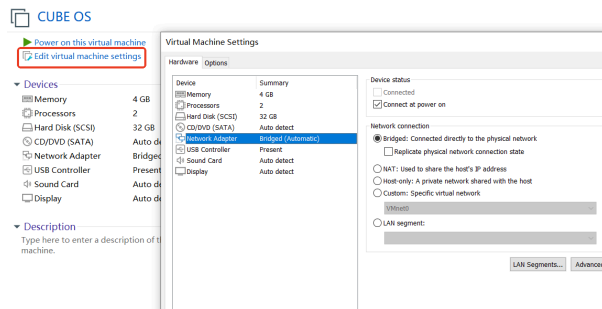 CUBE OS
Power on this virtual machine
Edit virtual machine settings
Devices
Memory 4 GB
Processors 2
Hard Disk (SCSI) 32 GB
CD/DVD (SATA) Auto de
Network Adapter Bridged
USB Controller Present
Sound Card Auto de
Display Auto de
Description
Type here to enter a description of t
machine.
Virtual Machine Settings
Hardware Options
Device Summary
Memory 4 GB
Processors 2
Hard Disk (SCSI) 32 GB
CD/DVD (SATA) Auto detect
Network Adapter Bridged (Automatic)
USB Controller Present
Sound Card Auto detect
Display Auto detect
Device status
Connected
Connect at power on
Network connection
Bridged: Connected directly to the physical network
Replicate physical network connection state
NAT: Used to share the host's IP address
Host-only: A private network shared with the host
Custom: Specific virtual network
VMnet0
LAN segment:
LAN Segments... Advanced